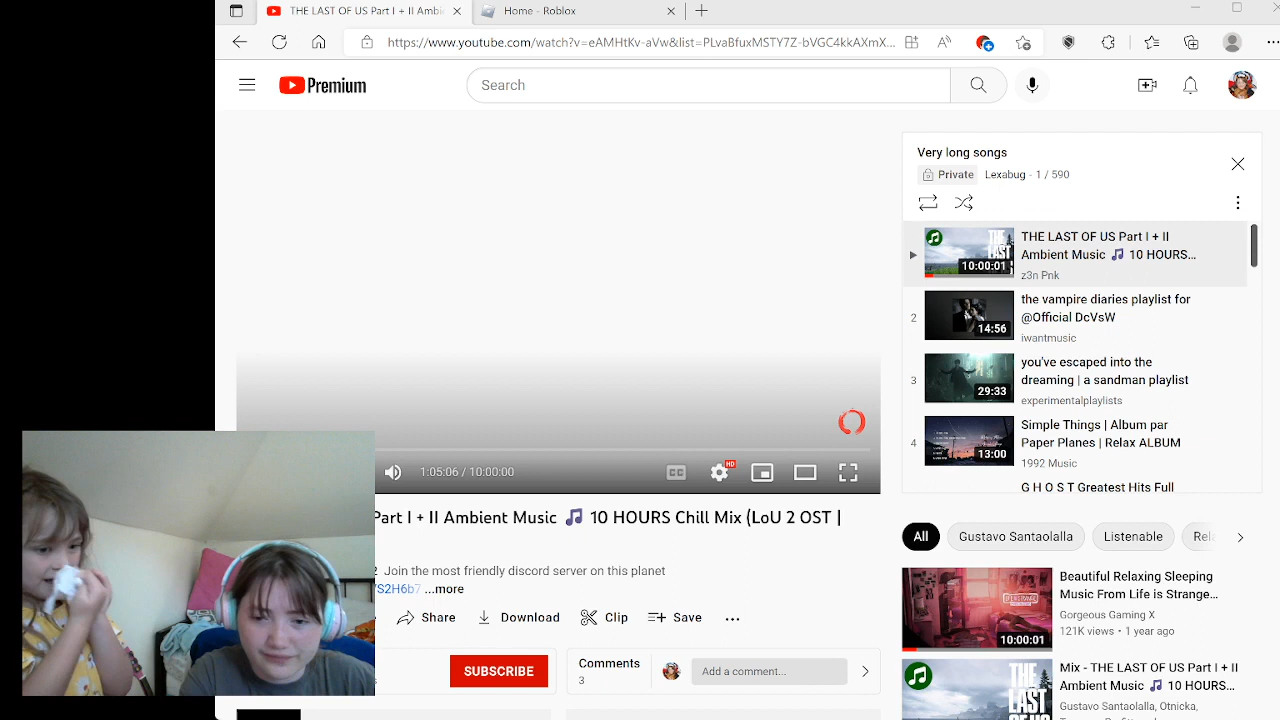 THE LAST OF US Part I + II Ambi
Home - Roblox
https://www.youtube.com/watch?v=eAMHtKv-aVw&list=PLvaBfuxMSTY7Z-bVGC4kkAXmX...
Premium
Search
Very long songs
Private
Lexabug - 1 / 590
THE LAST OF US Part I + II
Ambient Music 🎵 10 HOURS...
z3n Pnk
THE
LAST
10:00:01
2
the vampire diaries playlist for
@Official DcVsW
iwantmusic
14:56
3
you've escaped into the
dreaming | a sandman playlist
experimentalplaylists
29:33
4
Simple Things | Album par
Paper Planes | Relax ALBUM
1992 Music
13:00
G H O S T Greatest Hits Full
1:05:06 / 10:00:00
CC
HD
Part I + II Ambient Music 🎵 10 HOURS Chill Mix (LoU 2 OST |
Join the most friendly discord server on this planet
/S2H6b7 ...more
Share
Download
Clip
Save
SUBSCRIBE
Comments
3
Add a comment...
All
Gustavo Santaolalla
Listenable
Rela
Beautiful Relaxing Sleeping
Music From Life is Strange...
Gorgeous Gaming X
121K views • 1 year ago
10:00:01
Mix - THE LAST OF US Part I + II
Ambient Music 🎵 10 HOURS...
Gustavo Santaolalla, Otnicka,
THE
LAST